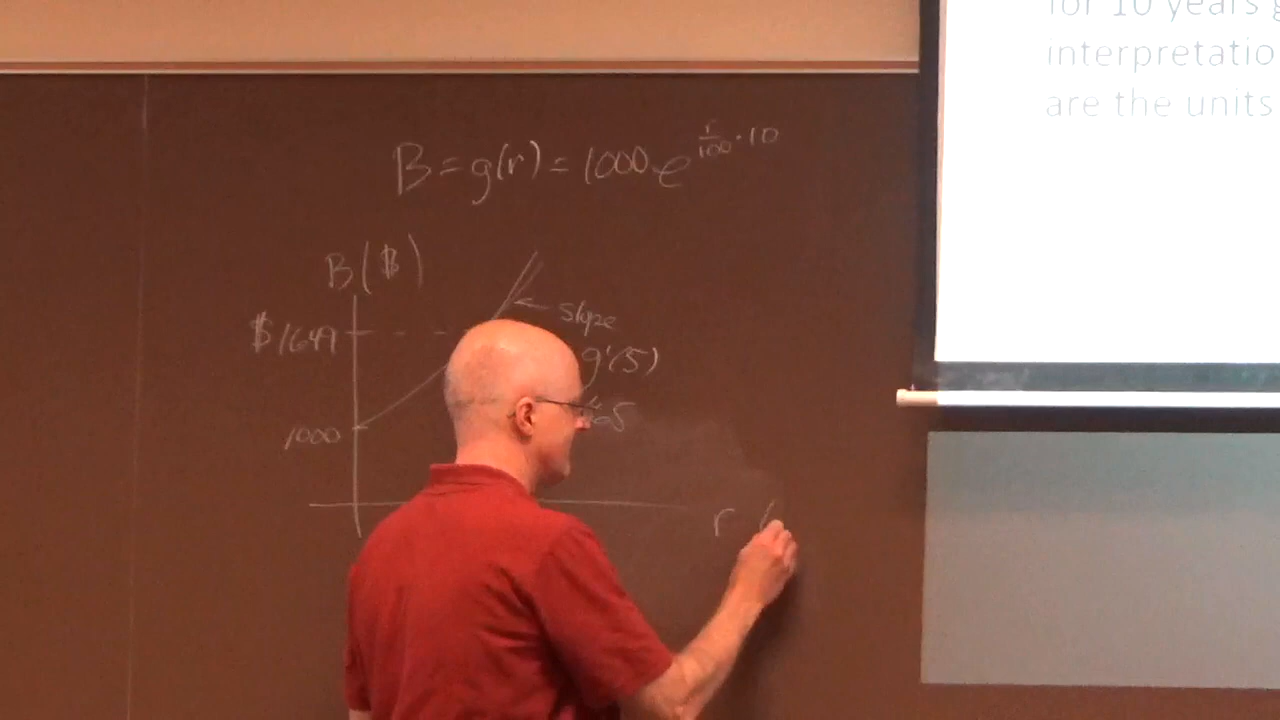 for 10 years g
interpretatio
are the units
B = g(r) = 1000 e^{r/100 · 10}
B ($)
slope
$1649
g'(5)
1000
r (